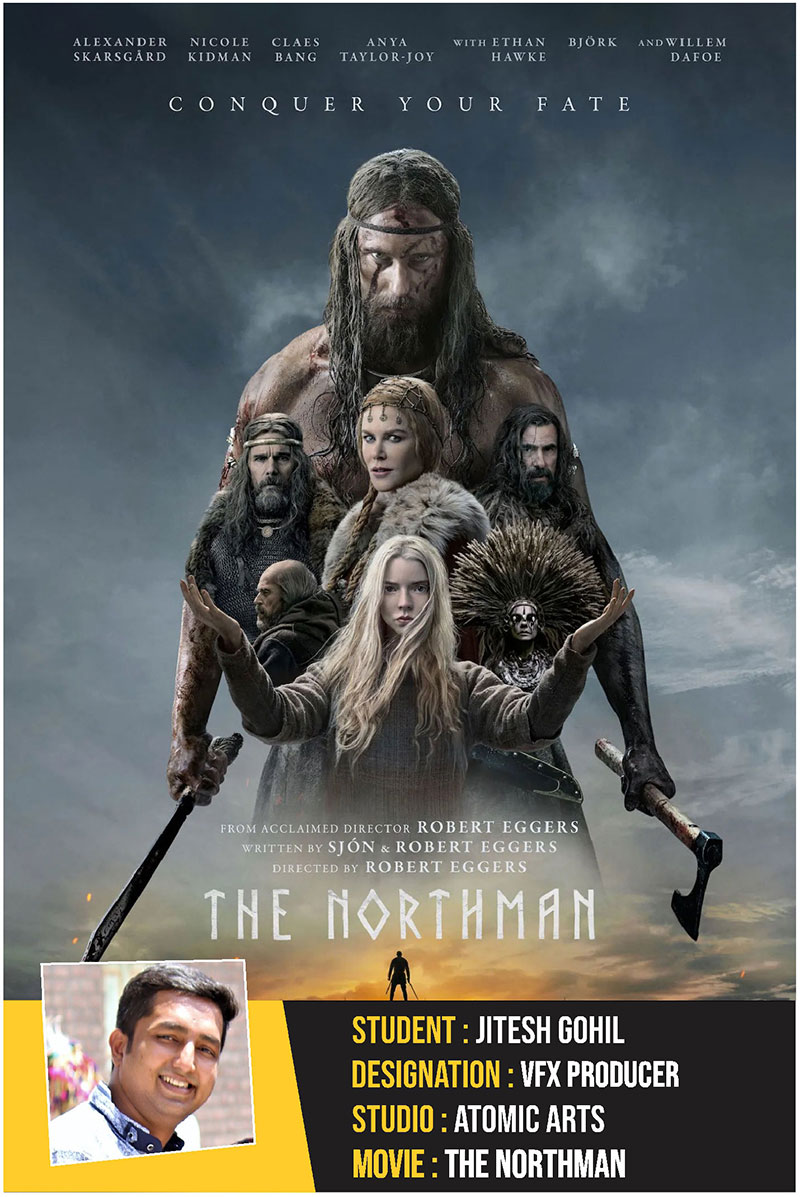 ALEXANDER NICOLE CLAES ANYA WITH ETHAN BJÖRK AND WILLEM
SKARSGÅRD KIDMAN BANG TAYLOR-JOY HAWKE DAFOE
CONQUER YOUR FATE
FROM ACCLAIMED DIRECTOR ROBERT EGGERS
WRITTEN BY SJÓN & ROBERT EGGERS
DIRECTED BY ROBERT EGGERS
THE NORTHMAN
STUDENT : JITESH GOHIL
DESIGNATION : VFX PRODUCER
STUDIO : ATOMIC ARTS
MOVIE : THE NORTHMAN